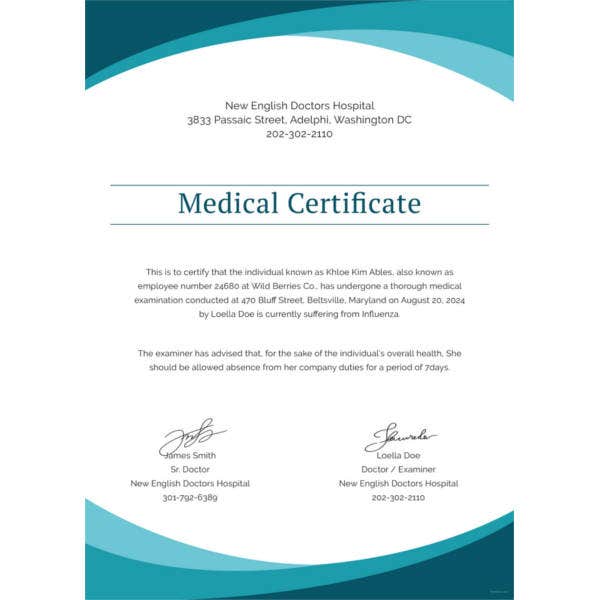 New English Doctors Hospital
3833 Passaic Street, Adelphi, Washington DC
202-302-2110
Medical Certificate
This is to certify that the individual known as Khloe Kim Ables, also known as
employee number 24680 at Wild Berries Co., has undergone a thorough medical
examination conducted at 470 Bluff Street, Beltsville, Maryland on August 20, 2024
by Loella Doe is currently suffering from Influenza.
The examiner has advised that, for the sake of the individual's overall health, She
should be allowed absence from her company duties for a period of 7days.
James Smith
Sr. Doctor
New English Doctors Hospital
301-792-6389
Loella Doe
Doctor / Examiner
New English Doctors Hospital
202-302-2110